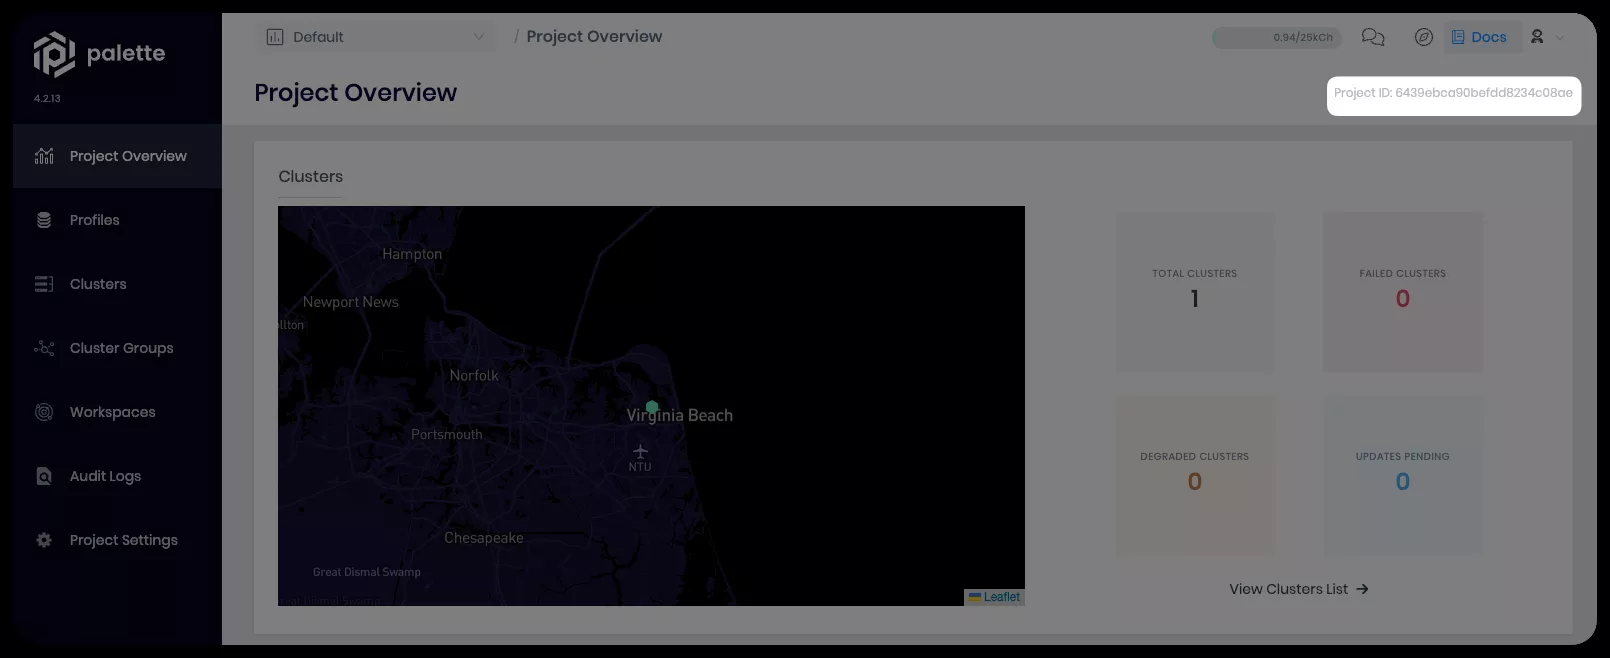 palette
4.2.13
Project Overview
Profiles
Clusters
Cluster Groups
Workspaces
Audit Logs
Project Settings
Default
/ Project Overview
0.94/25kCh
Docs
Project Overview
Project ID: 6439ebca90befdd8234c08ae
Clusters
Hampton
Newport News
ollton
Norfolk
Virginia Beach
Portsmouth
NTU
Chesapeake
Great Dismal Swamp
Great Dismal Swamp
Leaflet
TOTAL CLUSTERS
1
FAILED CLUSTERS
0
DEGRADED CLUSTERS
0
UPDATES PENDING
0
View Clusters List →